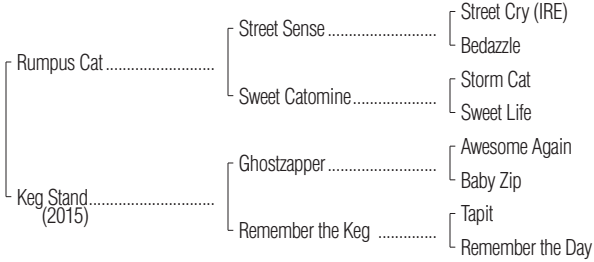 Street Cry (IRE)
Street Sense ..........................
Bedazzle
Rumpus Cat ..........................
Storm Cat
Sweet Catomine ....................
Sweet Life
Awesome Again
Ghostzapper ..........................
Baby Zip
Keg Stand..............................
(2015)
Tapit
Remember the Keg ..............
Remember the Day